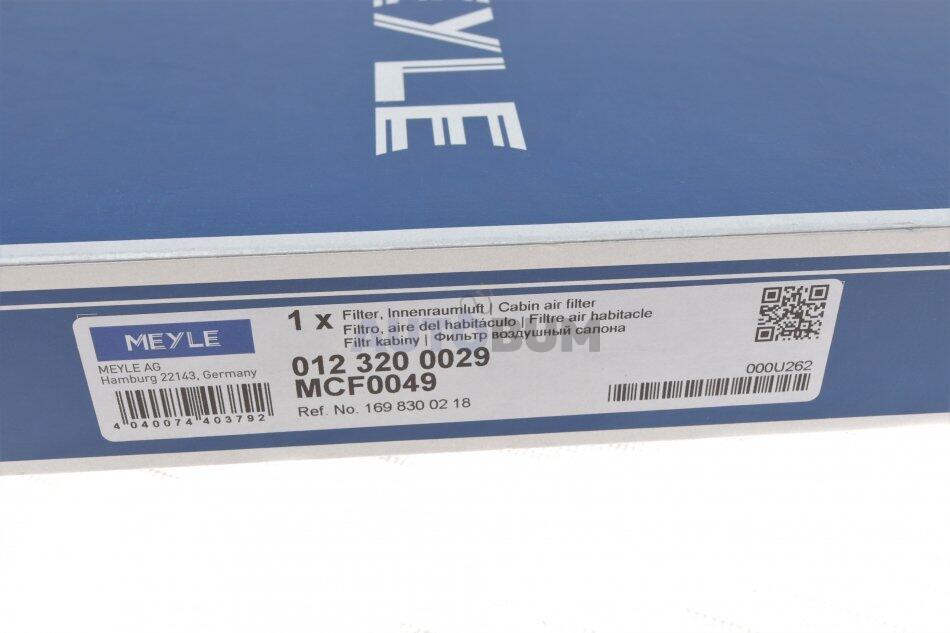 MEYLE
MEYLE
MEYLE AG
Hamburg 22143, Germany
4 040074 403792
1 x
Filter, Innenraumluft | Cabin air filter
Filtro, aire del habitáculo | Filtre air habitacle
Filtr kabiny | Фильтр воздушный салона
012 320 0029
MCF0049
Ref. No. 169 830 02 18
000U262
AUTOBUM